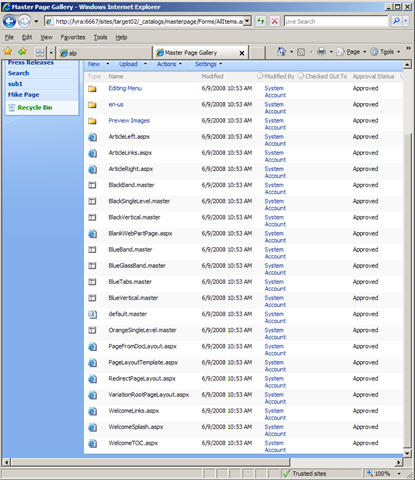 Master Page Gallery - Windows Internet Explorer
http://lyra:6667/sites/target02/_catalogs/masterpage/Forms/AllItems.as
Live Search
File Edit View Favorites Tools Help
alp
Master Page Gallery
Page Tools
Press Releases
Search
sub1
Mike Page
Recycle Bin
New Upload Actions Settings
Type Name Modified Modified By Checked Out To Approval Status
Editing Menu 6/9/2008 10:53 AM System Account Approved
en-us 6/9/2008 10:53 AM System Account Approved
Preview Images 6/9/2008 10:53 AM System Account Approved
ArticleLeft.aspx 6/9/2008 10:53 AM System Account Approved
ArticleLinks.aspx 6/9/2008 10:53 AM System Account Approved
ArticleRight.aspx 6/9/2008 10:53 AM System Account Approved
BlackBand.master 6/9/2008 10:53 AM System Account Approved
BlackSingleLevel.master 6/9/2008 10:53 AM System Account Approved
BlackVertical.master 6/9/2008 10:53 AM System Account Approved
BlankWebPartPage.aspx 6/9/2008 10:53 AM System Account Approved
BlueBand.master 6/9/2008 10:53 AM System Account Approved
BlueGlassBand.master 6/9/2008 10:53 AM System Account Approved
BlueTabs.master 6/9/2008 10:53 AM System Account Approved
BlueVertical.master 6/9/2008 10:53 AM System Account Approved
default.master 6/9/2008 10:53 AM System Account Approved
OrangeSingleLevel.master 6/9/2008 10:53 AM System Account Approved
PageFromDocLayout.aspx 6/9/2008 10:53 AM System Account Approved
PageLayoutTemplate.aspx 6/9/2008 10:53 AM System Account Approved
RedirectPageLayout.aspx 6/9/2008 10:53 AM System Account Approved
VariationRootPageLayout.aspx 6/9/2008 10:53 AM System Account Approved
WelcomeLinks.aspx 6/9/2008 10:53 AM System Account Approved
WelcomeSplash.aspx 6/9/2008 10:53 AM System Account Approved
WelcomeTOC.aspx 6/9/2008 10:53 AM System Account Approved
Trusted sites 100%